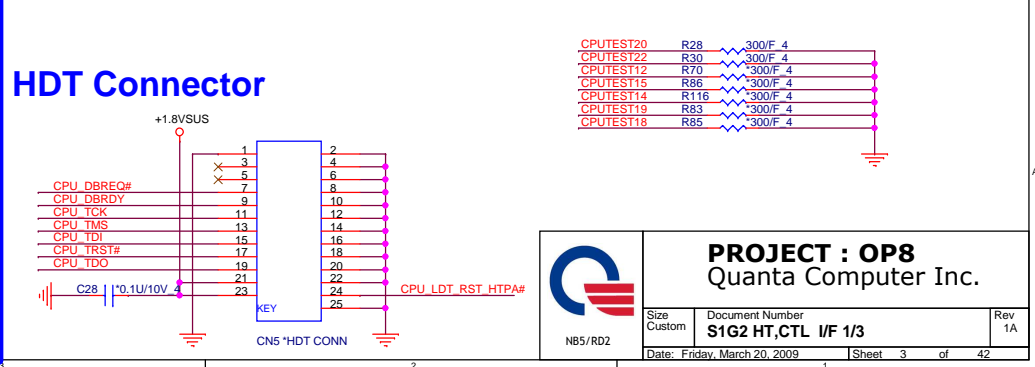 CPUTEST20 R28 300/F_4
CPUTEST22 R30 300/F_4
CPUTEST12 R70 *300/F_4
CPUTEST15 R86 *300/F_4
CPUTEST14 R116 *300/F_4
CPUTEST19 R83 *300/F_4
CPUTEST18 R85 *300/F_4
HDT Connector
+1.8VSUS
1 2
3 4
5 6
CPU_DBREQ# 7 8
CPU_DBRDY 9 10
CPU_TCK 11 12
CPU_TMS 13 14
CPU_TDI 15 16
CPU_TRST# 17 18
CPU_TDO 19 20
21 22
C28 *0.1U/10V_4 23 24 CPU_LDT_RST_HTPA#
KEY 25
CN5 *HDT CONN
A
NB5/RD2
PROJECT : OP8
Quanta Computer Inc.
Size Document Number Rev
Custom S1G2 HT,CTL I/F 1/3 1A
Date: Friday, March 20, 2009 Sheet 3 of 42
3 2 1